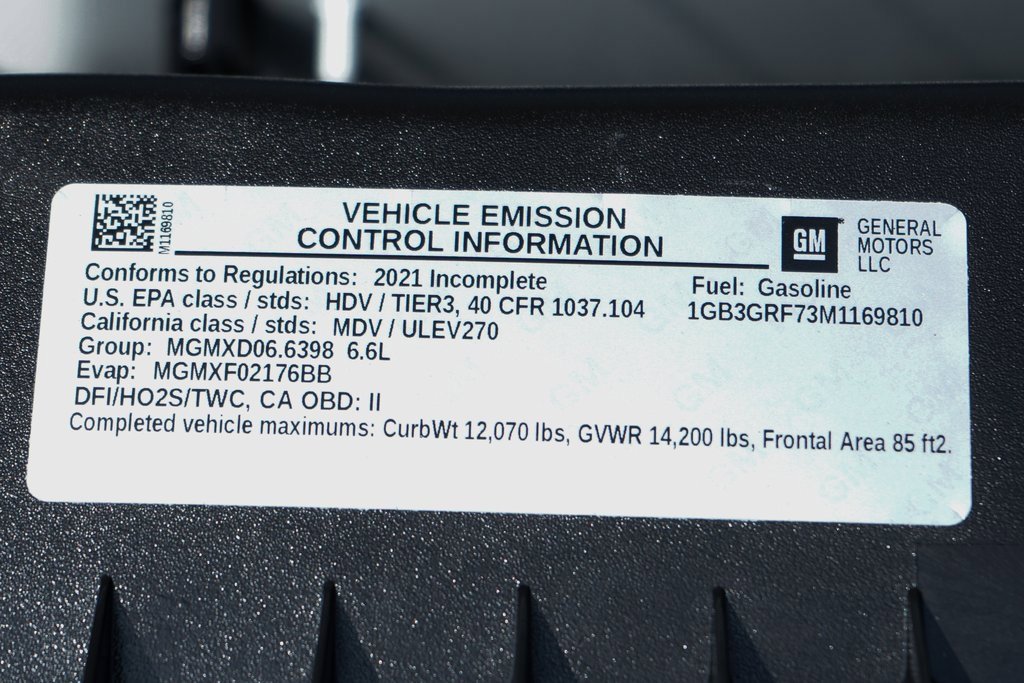 M1169810
VEHICLE EMISSION
CONTROL INFORMATION
GM
GENERAL
MOTORS
LLC
Conforms to Regulations: 2021 Incomplete
Fuel: Gasoline
U.S. EPA class / stds: HDV / TIER3, 40 CFR 1037.104
1GB3GRF73M1169810
California class / stds: MDV / ULEV270
Group: MGMXD06.6398 6.6L
Evap: MGMXF02176BB
DFI/HO2S/TWC, CA OBD: II
Completed vehicle maximums: CurbWt 12,070 lbs, GVWR 14,200 lbs, Frontal Area 85 ft2.